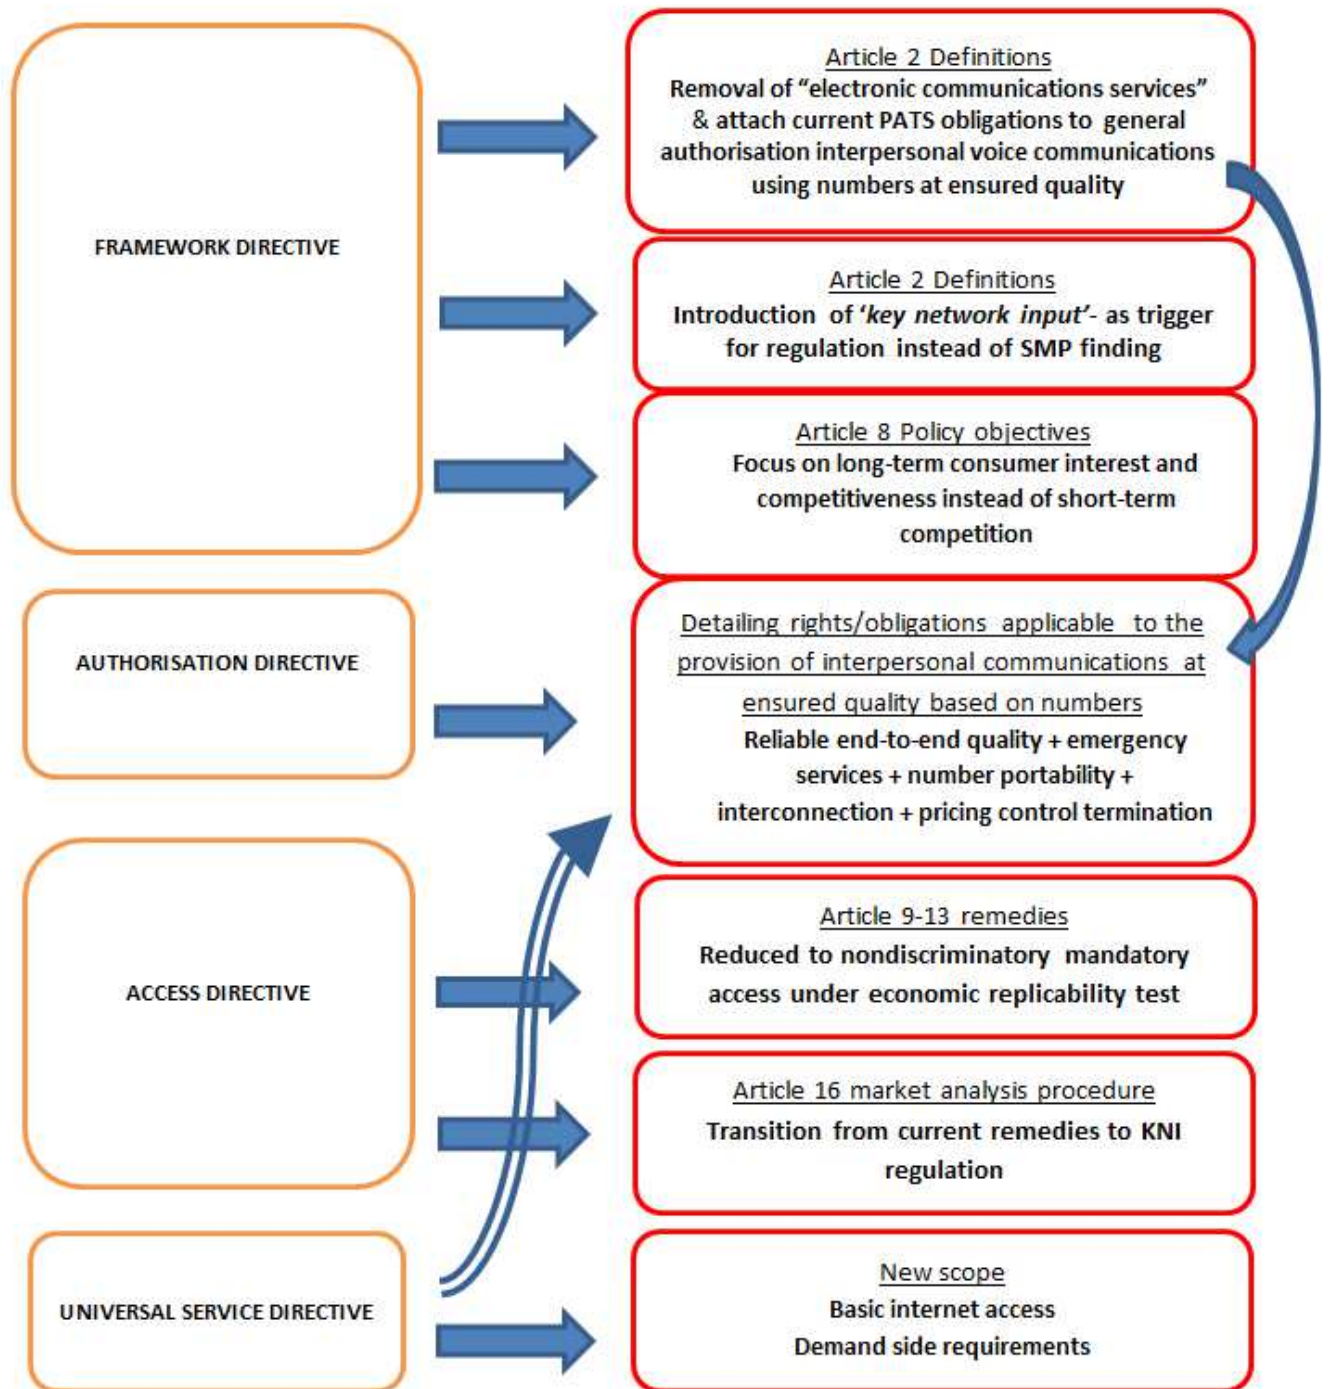 FRAMEWORK DIRECTIVE
Article 2 Definitions
Removal of “electronic communications services”
& attach current PATS obligations to general
authorisation interpersonal voice communications
using numbers at ensured quality
Article 2 Definitions
Introduction of ‘key network input’- as trigger
for regulation instead of SMP finding
Article 8 Policy objectives
Focus on long-term consumer interest and
competitiveness instead of short-term
competition
AUTHORISATION DIRECTIVE
Detailing rights/obligations applicable to the
provision of interpersonal communications at
ensured quality based on numbers
Reliable end-to-end quality + emergency
services + number portability +
interconnection + pricing control termination
ACCESS DIRECTIVE
Article 9-13 remedies
Reduced to nondiscriminatory mandatory
access under economic replicability test
Article 16 market analysis procedure
Transition from current remedies to KNI
regulation
UNIVERSAL SERVICE DIRECTIVE
New scope
Basic internet access
Demand side requirements